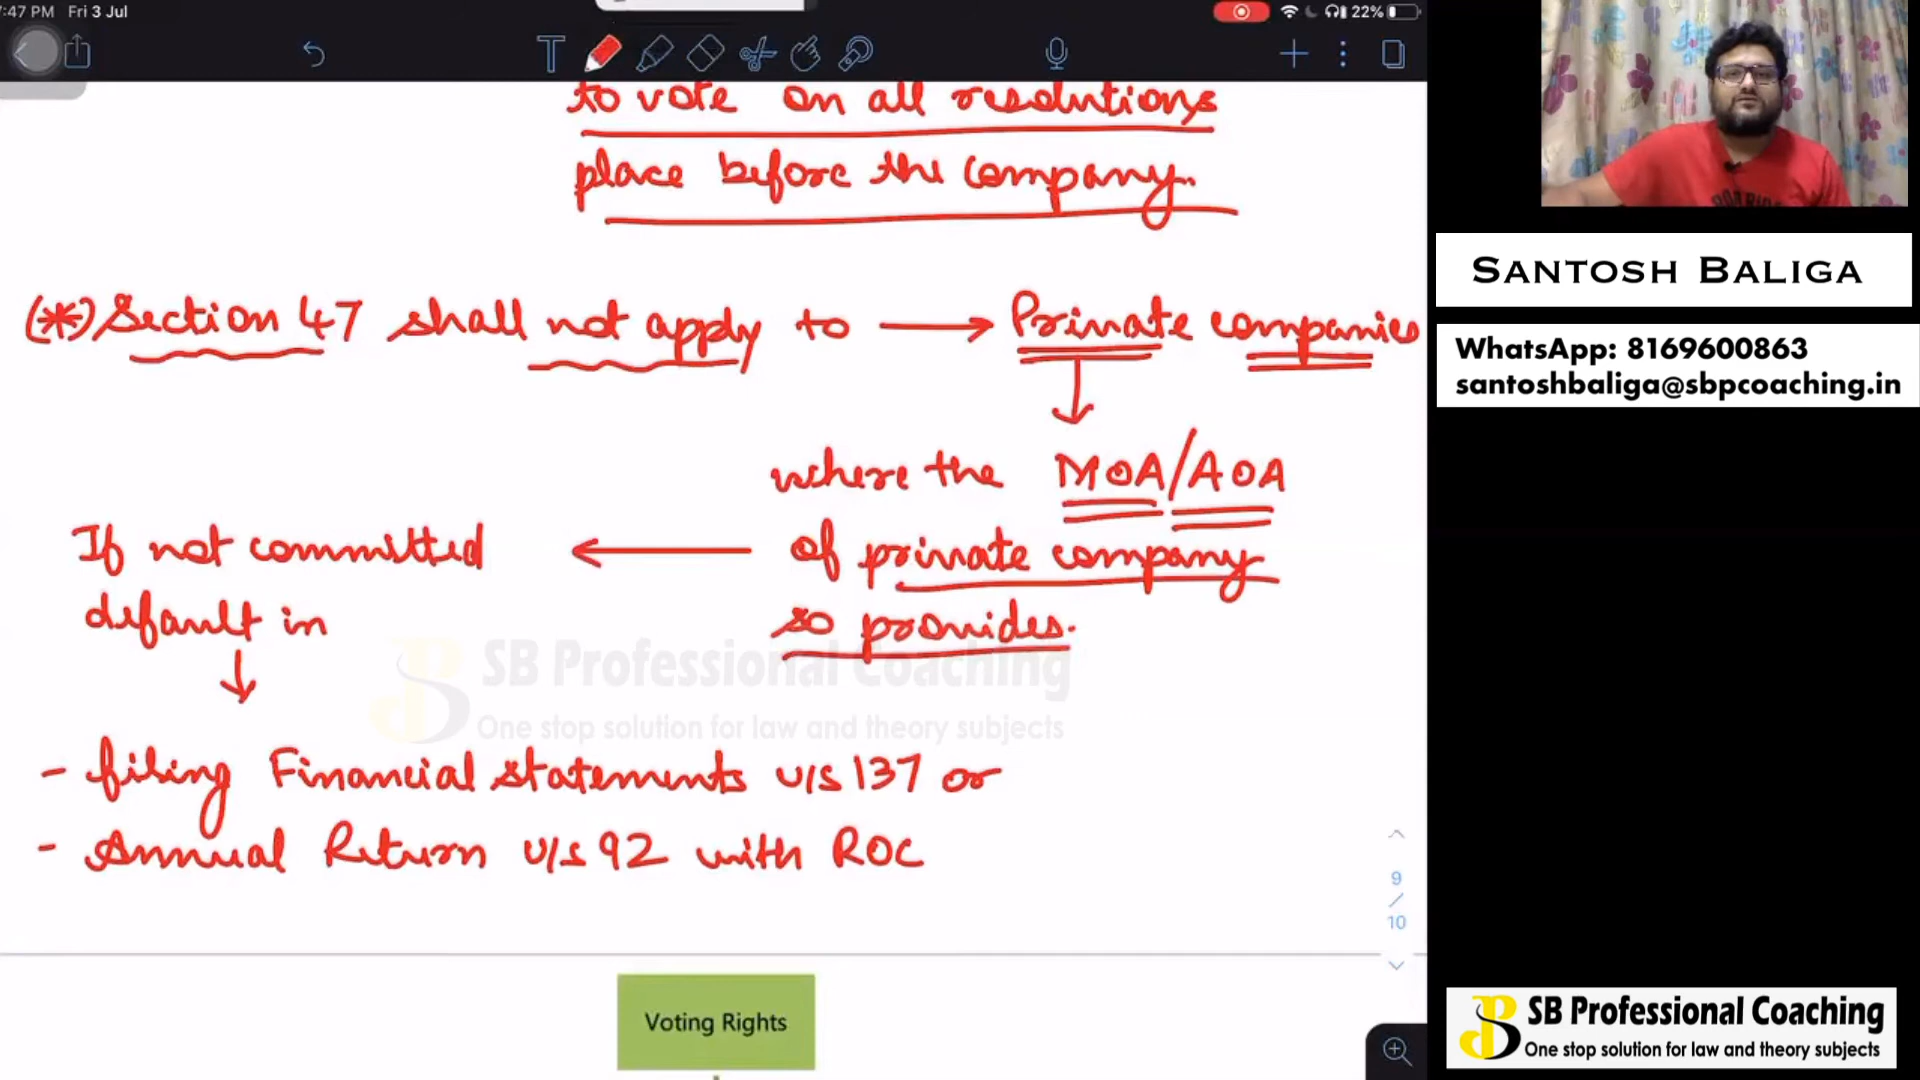 :47 PM Fri 3 Jul
22%
T
to vote on all resolutions
place before the company.
(*) Section 47 shall not apply to → Private companies
where the MOA/AOA
of private company
so provides.
If not committed
default in
- filing Financial statements u/s 137 or
- Annual Return u/s 92 with ROC
SB Professional Coaching
One stop solution for law and theory subjects
9
/
10
Voting Rights
SANTOSH BALIGA
WhatsApp: 8169600863
santoshbaliga@sbpcoaching.in
SB Professional Coaching
One stop solution for law and theory subjects